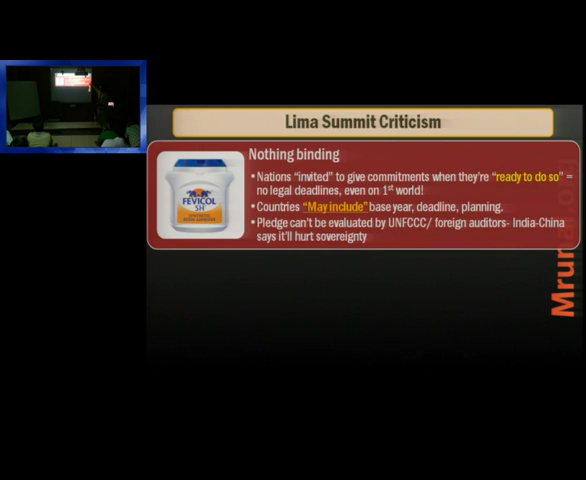 Lima Summit Criticism
Nothing binding
•Nations “invited” to give commitments when they’re “ready to do so” =
no legal deadlines, even on 1st world!
•Countries “May include” base year, deadline, planning.
•Pledge can’t be evaluated by UNFCCC/ foreign auditors- India-China
says it’ll hurt sovereignty
FEVICOL
SH